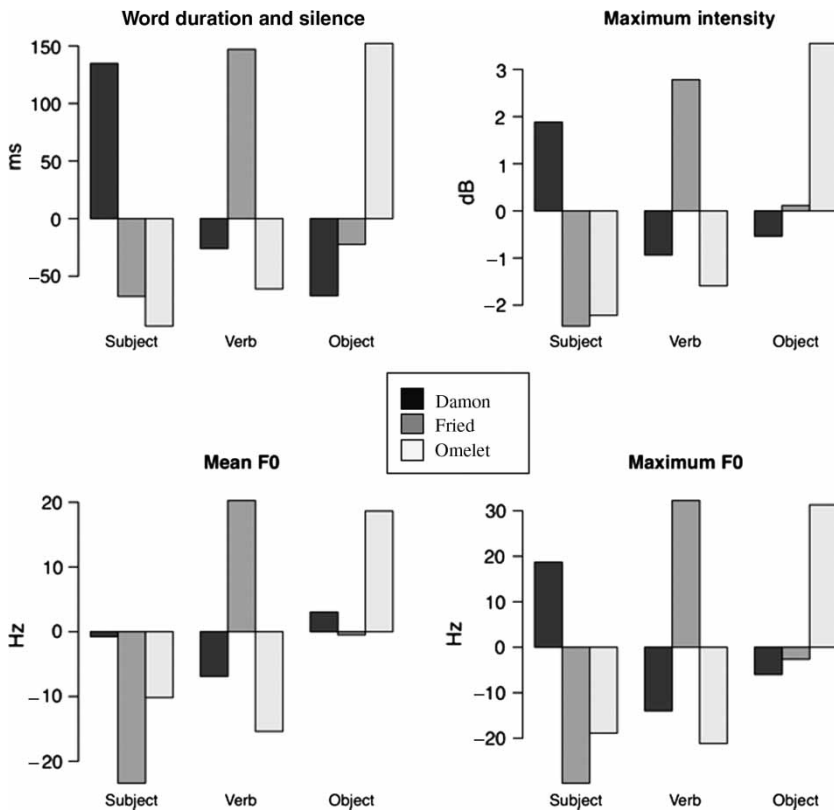 Word duration and silence
ms
150
100
50
0
−50
Subject Verb Object
Maximum intensity
dB
3
2
1
0
−1
−2
Subject Verb Object
Damon
Fried
Omelet
Mean F0
Hz
20
10
0
−10
−20
Subject Verb Object
Maximum F0
Hz
30
20
10
0
−10
−20
Subject Verb Object